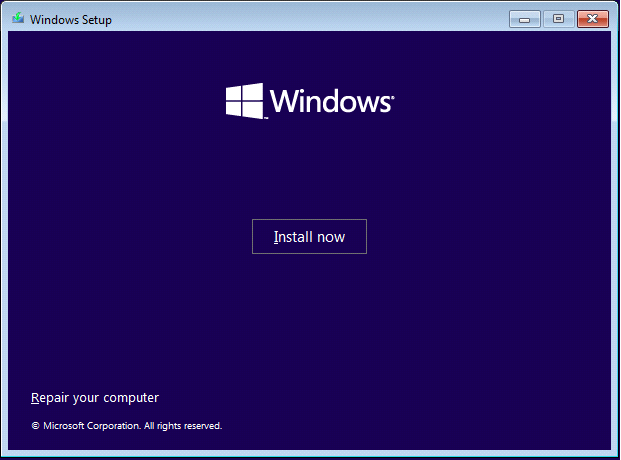 Windows Setup
Windows®
Install now
Repair your computer
© Microsoft Corporation. All rights reserved.